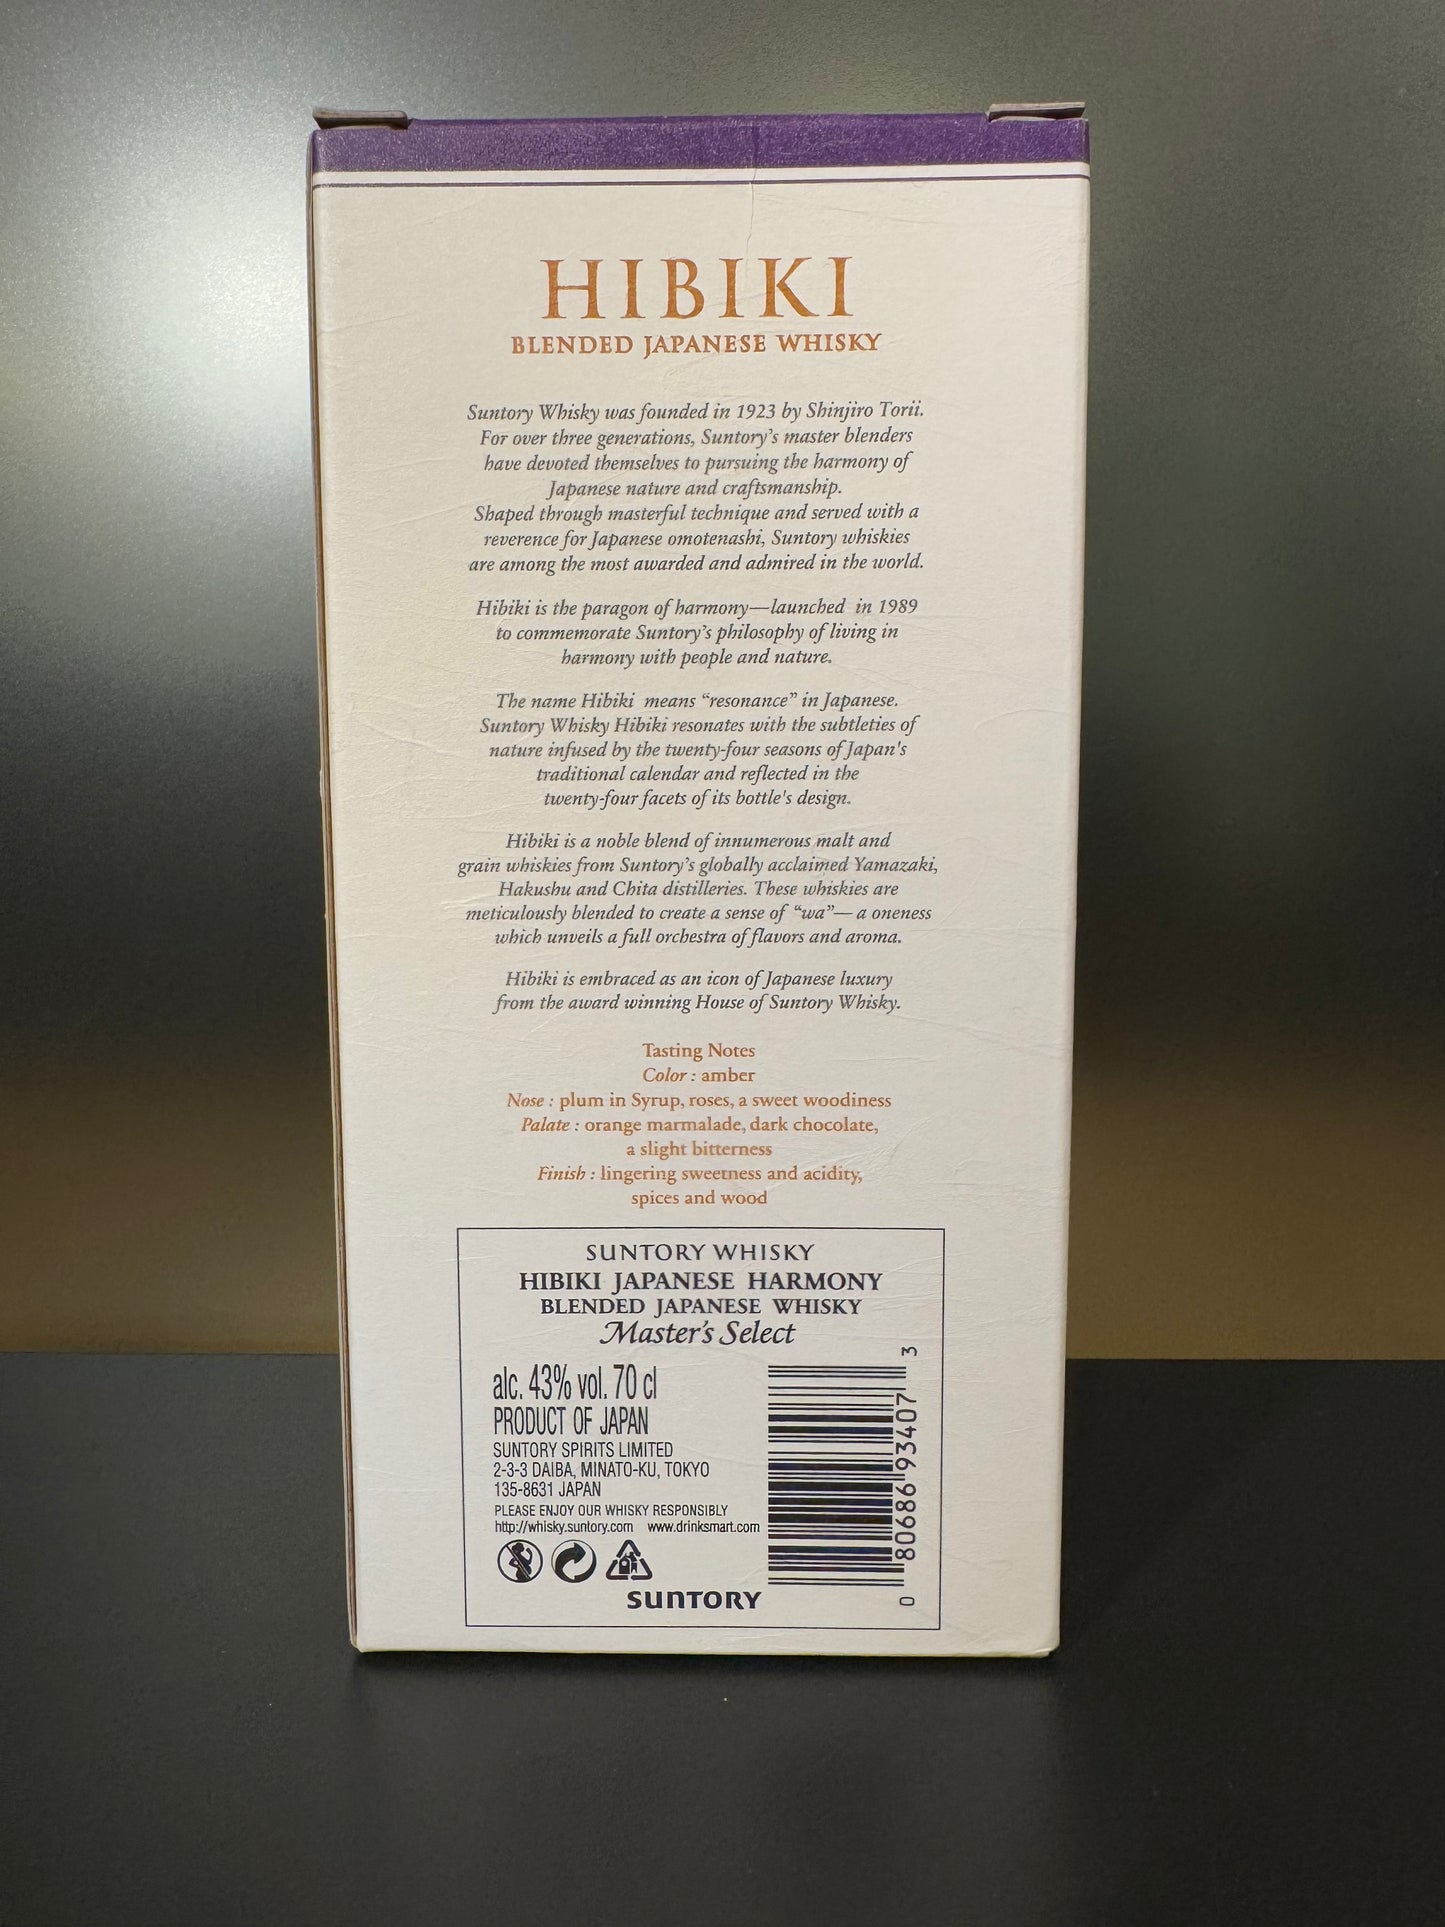 HIBIKI
BLENDED JAPANESE WHISKY
Suntory Whisky was founded in 1923 by Shinjiro Torii.
For over three generations, Suntory's master blenders
have devoted themselves to pursuing the harmony of
Japanese nature and craftsmanship.
Shaped through masterful technique and served with a
reverence for Japanese omotenashi, Suntory whiskies
are among the most awarded and admired in the world.
Hibiki is the paragon of harmony—launched in 1989
to commemorate Suntory's philosophy of living in
harmony with people and nature.
The name Hibiki means “resonance” in Japanese.
Suntory Whisky Hibiki resonates with the subtleties of
nature infused by the twenty-four seasons of Japan's
traditional calendar and reflected in the
twenty-four facets of its bottle's design.
Hibiki is a noble blend of innumerous malt and
grain whiskies from Suntory's globally acclaimed Yamazaki,
Hakushu and Chita distilleries. These whiskies are
meticulously blended to create a sense of “wa”— a oneness
which unveils a full orchestra of flavors and aroma.
Hibiki is embraced as an icon of Japanese luxury
from the award winning House of Suntory Whisky.
Tasting Notes
Color : amber
Nose : plum in Syrup, roses, a sweet woodiness
Palate : orange marmalade, dark chocolate,
a slight bitterness
Finish : lingering sweetness and acidity,
spices and wood
SUNTORY WHISKY
HIBIKI JAPANESE HARMONY
BLENDED JAPANESE WHISKY
Master's Select
alc. 43% vol. 70 cl
PRODUCT OF JAPAN
SUNTORY SPIRITS LIMITED
2-3-3 DAIBA, MINATO-KU, TOKYO
135-8631 JAPAN
PLEASE ENJOY OUR WHISKY RESPONSIBLY
http://whisky.suntory.com www.drinksmart.com
SUNTORY
0 80686 93407 3